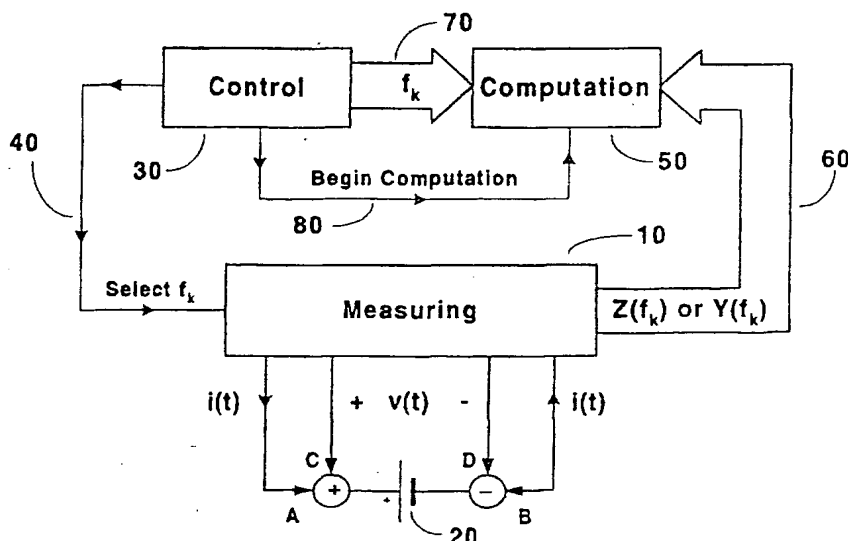 70
Control
f_k
Computation
40
30
50
60
Begin Computation
80
10
Select f_k
Measuring
Z(f_k) or Y(f_k)
i(t) + v(t) - i(t)
C D
+ + −
A 20 B